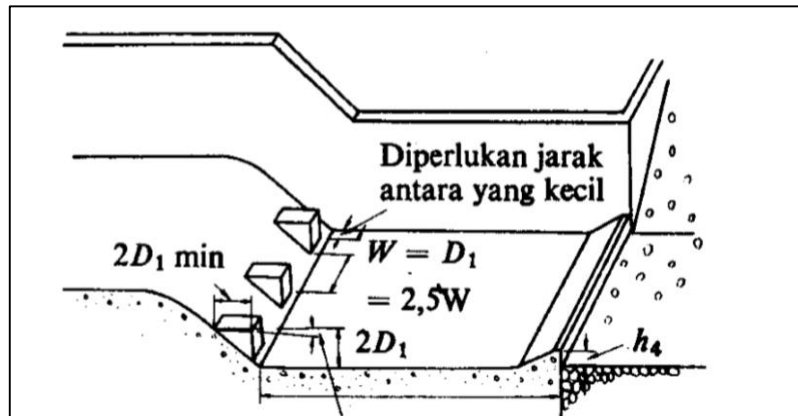 Diperlukan jarak
antara yang kecil
2D₁ min
W = D₁
= 2,5W
2D₁
h₄